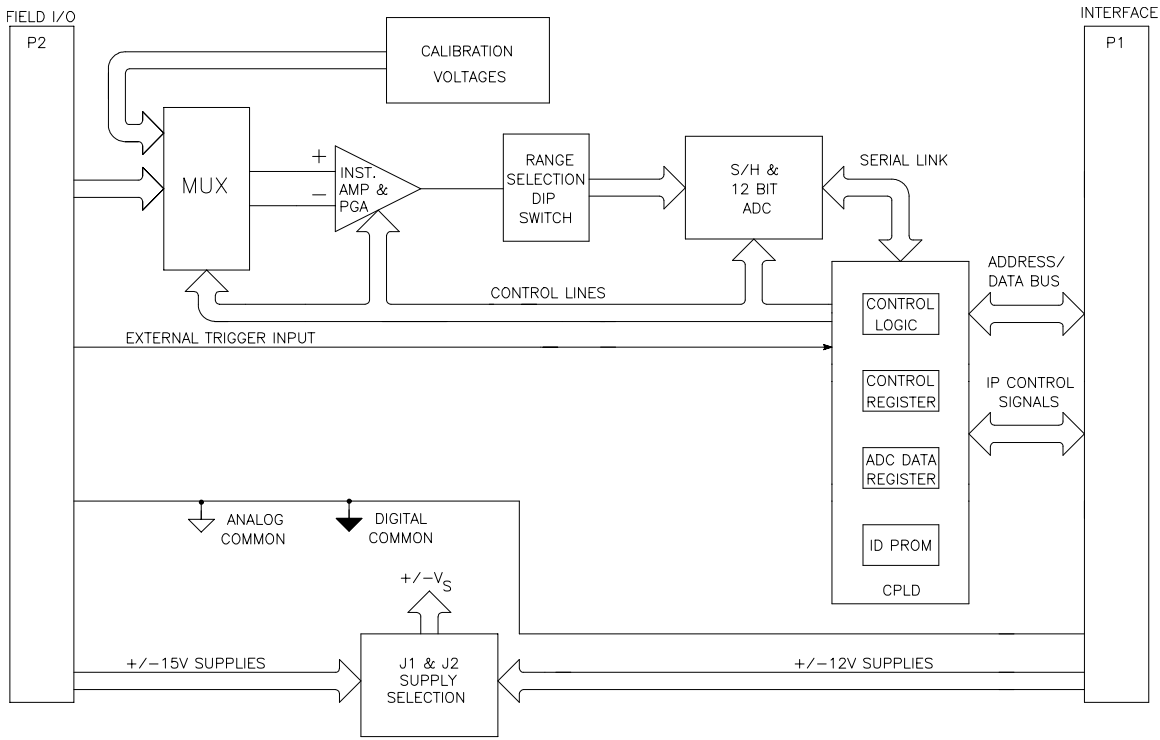 FIELD I/O
P2
INTERFACE
P1
CALIBRATION
VOLTAGES
MUX
+
−
INST.
AMP &
PGA
RANGE
SELECTION
DIP
SWITCH
S/H &
12 BIT
ADC
SERIAL LINK
ADDRESS/
DATA BUS
CONTROL LINES
CONTROL
LOGIC
EXTERNAL TRIGGER INPUT
CONTROL
REGISTER
IP CONTROL
SIGNALS
ADC DATA
REGISTER
ANALOG
COMMON
DIGITAL
COMMON
ID PROM
CPLD
+/−VS
+/−15V SUPPLIES
J1 & J2
SUPPLY
SELECTION
+/−12V SUPPLIES